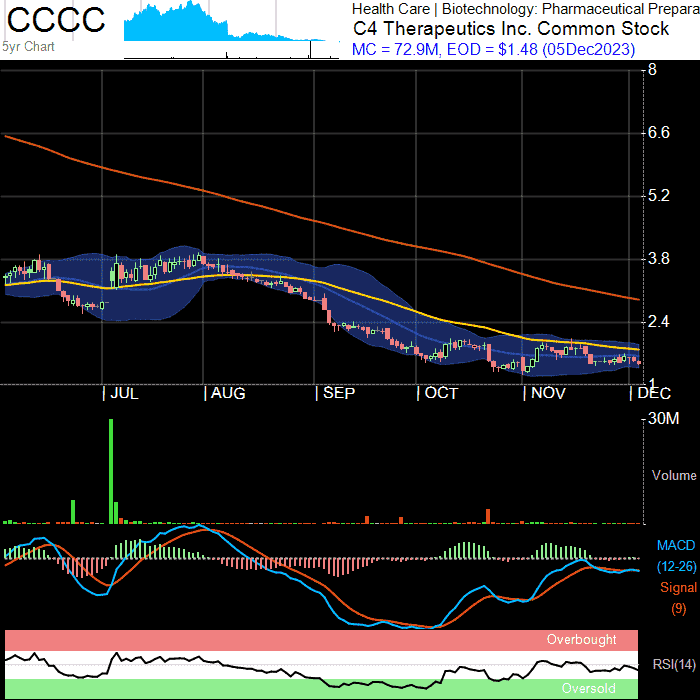 CCCC
5yr Chart
Health Care | Biotechnology: Pharmaceutical Prepara
C4 Therapeutics Inc. Common Stock
MC = 72.9M, EOD = $1.48 (05Dec2023)
8
6.6
5.2
3.8
2.4
1
JUL
AUG
SEP
OCT
NOV
DEC
30M
Volume
MACD
(12-26)
Signal
(9)
Overbought
RSI(14)
Oversold